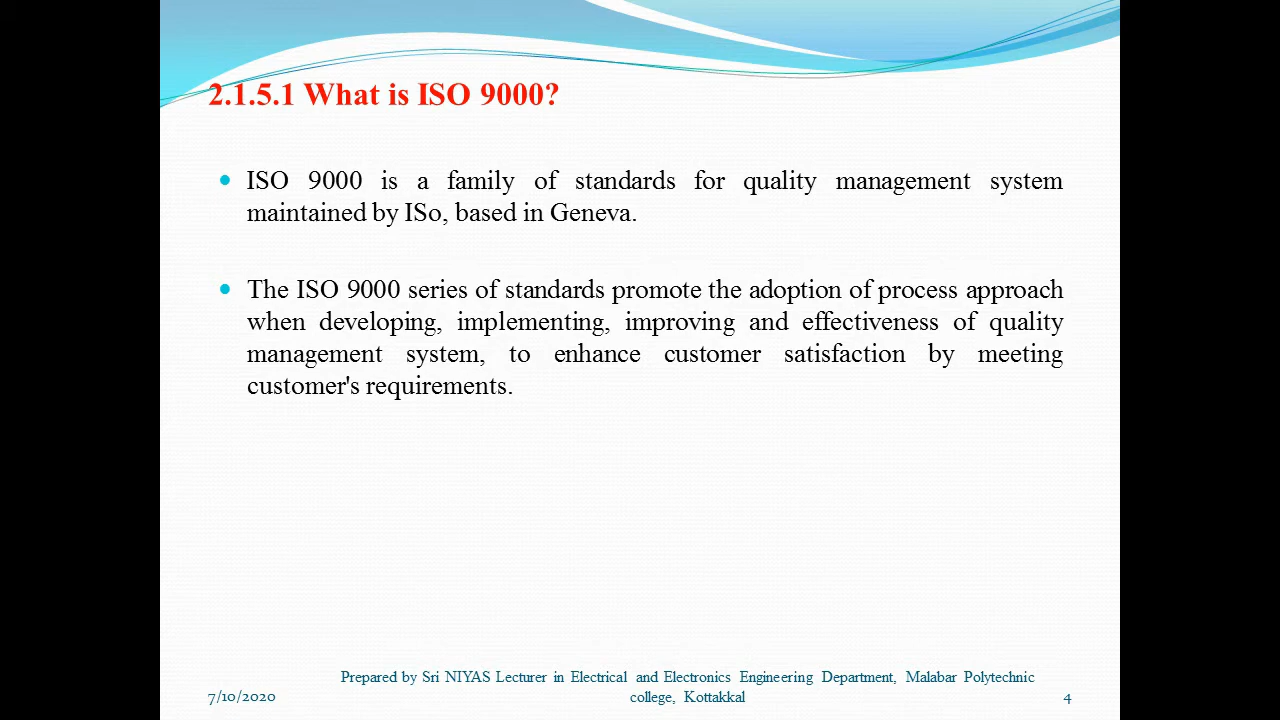 2.1.5.1 What is ISO 9000?
ISO 9000 is a family of standards for quality management system
maintained by ISo, based in Geneva.
The ISO 9000 series of standards promote the adoption of process approach
when developing, implementing, improving and effectiveness of quality
management system, to enhance customer satisfaction by meeting
customer's requirements.
Prepared by Sri NIYAS Lecturer in Electrical and Electronics Engineering Department, Malabar Polytechnic
7/10/2020 college, Kottakkal 4